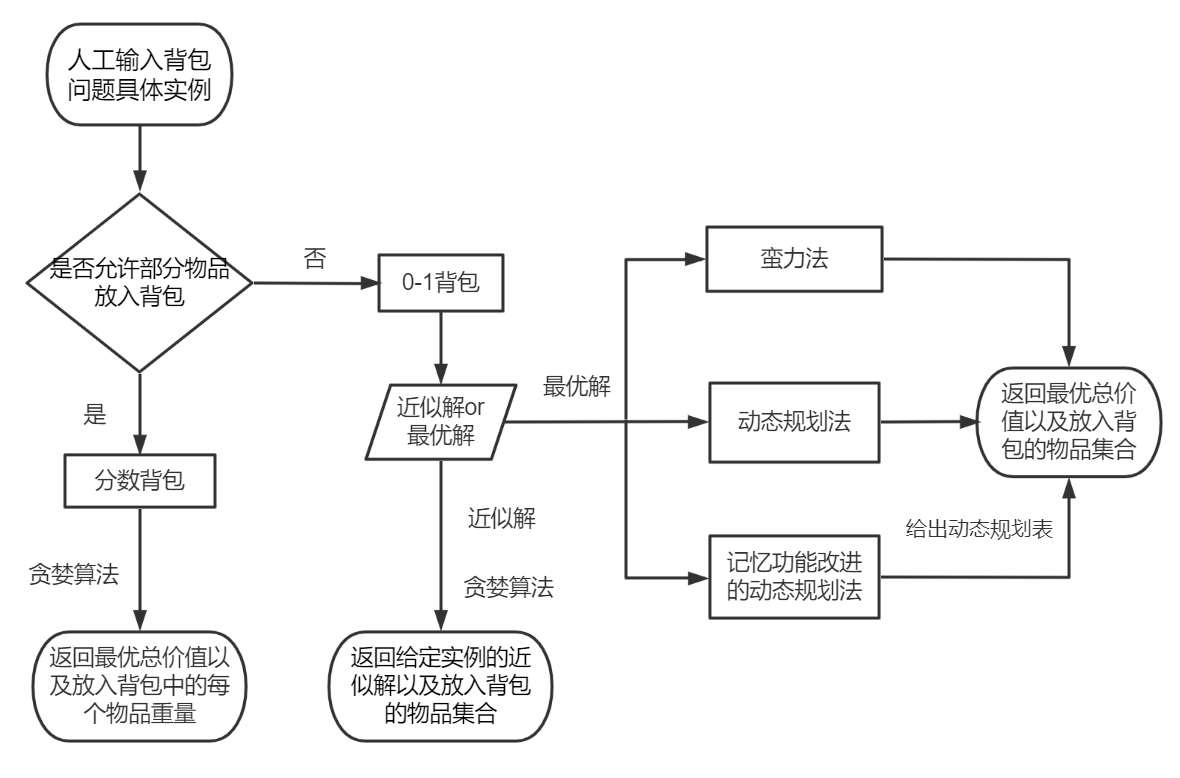 人工输入背包
问题具体实例
是否允许部分物品
放入背包
否
0-1背包
是
分数背包
贪婪算法
返回最优总价值以
及放入背包中的每
个物品重量
近似解or
最优解
近似解
贪婪算法
返回给定实例的近
似解以及放入背包
的物品集合
最优解
蛮力法
动态规划法
记忆功能改进
的动态规划法
给出动态规划表
返回最优总价
值以及放入背
包的物品集合